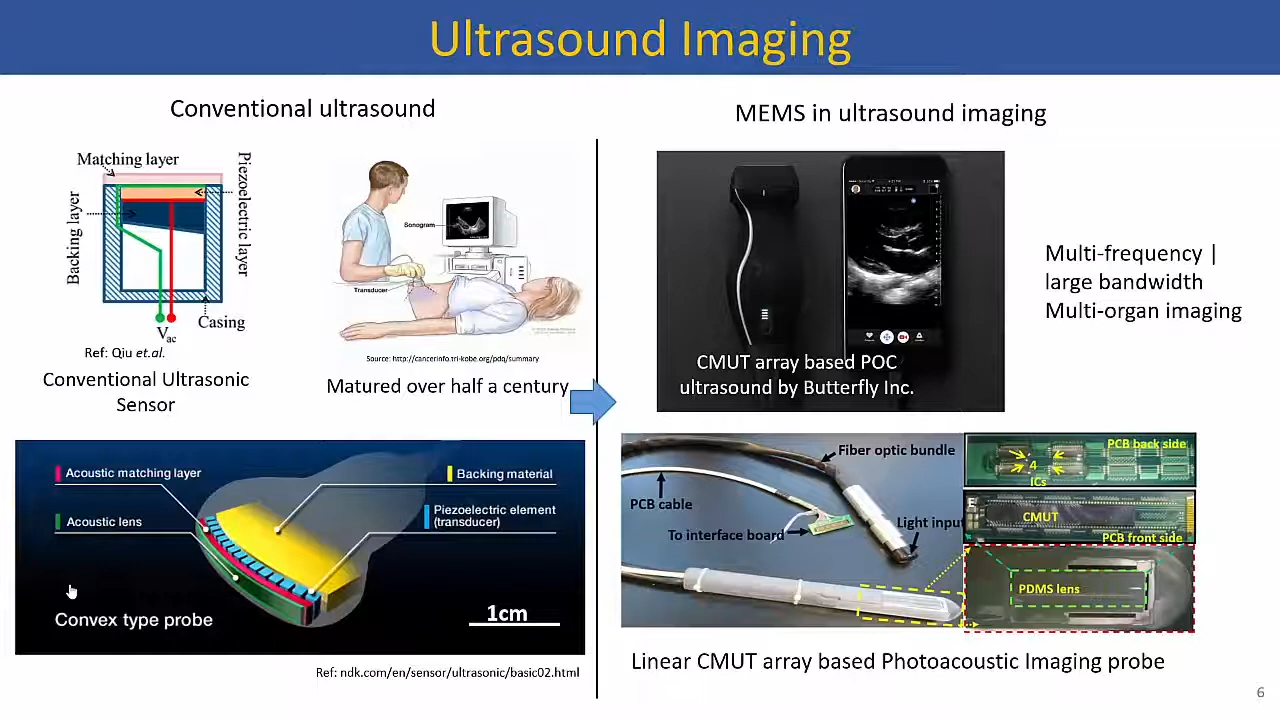 Ultrasound Imaging
Conventional ultrasound
Matching layer
Piezoelectric layer
Backing layer
Casing
Vac
Ref: Qiu et.al.
Conventional Ultrasonic
Sensor
Sonogram
Transducer
Source: http://cancerinfo.tri-kobe.org/pdq/summary
Matured over half a century
Acoustic matching layer
Acoustic lens
Backing material
Piezoelectric element
(transducer)
Convex type probe
1cm
Ref: ndk.com/en/sensor/ultrasonic/basic02.html
MEMS in ultrasound imaging
CMUT array based POC
ultrasound by Butterfly Inc.
Multi-frequency |
large bandwidth
Multi-organ imaging
Fiber optic bundle
PCB cable
To interface board
Light input
PCB back side
4
ICs
CMUT
PCB front side
PDMS lens
Linear CMUT array based Photoacoustic Imaging probe
6